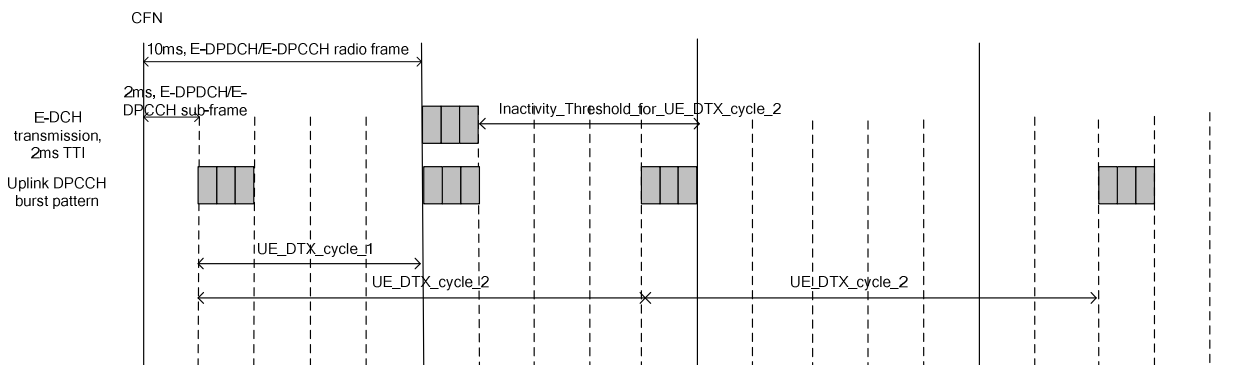 CFN
10ms, E-DPDCH/E-DPCCH radio frame
2ms, E-DPDCH/E-
DPCCH sub-frame
E-DCH
transmission,
2ms TTI
Inactivity_Threshold_for_UE_DTX_cycle_2
Uplink DPCCH
burst pattern
UE_DTX_cycle_1
UE_DTX_cycle_2
UE_DTX_cycle_2